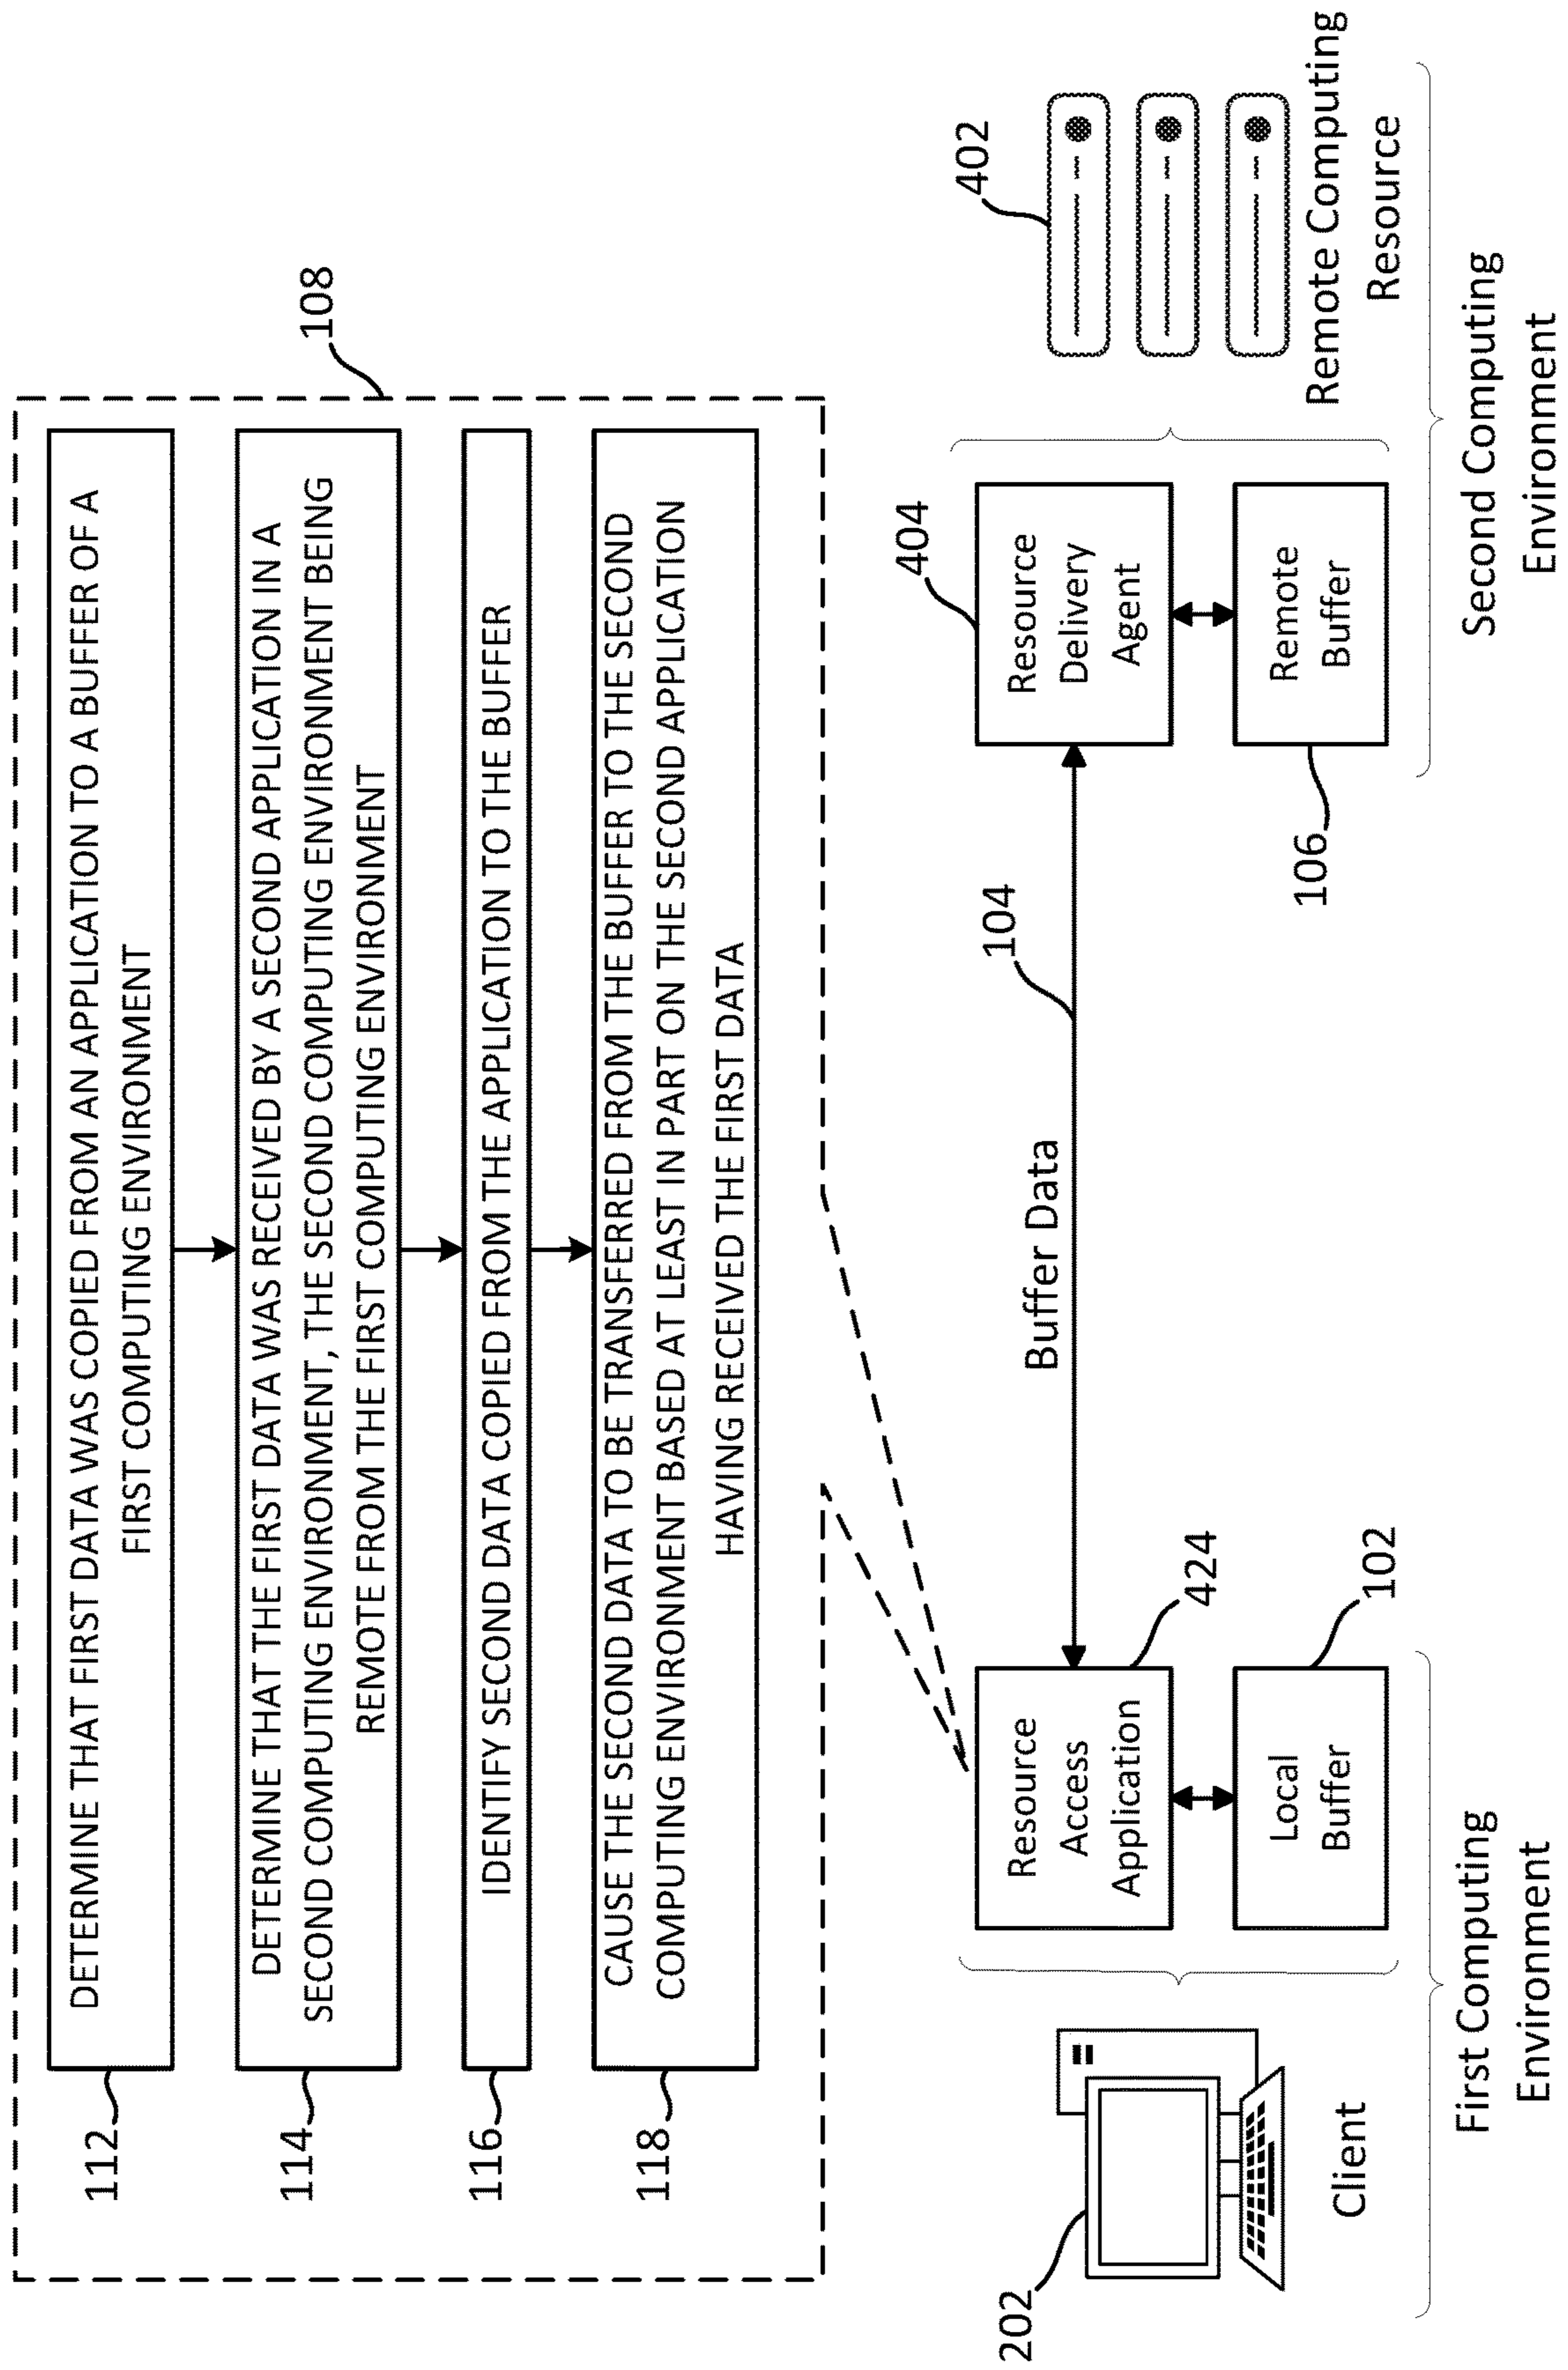 108
112
DETERMINE THAT FIRST DATA WAS COPIED FROM AN APPLICATION TO A BUFFER OF A
FIRST COMPUTING ENVIRONMENT
114
DETERMINE THAT THE FIRST DATA WAS RECEIVED BY A SECOND APPLICATION IN A
SECOND COMPUTING ENVIRONMENT, THE SECOND COMPUTING ENVIRONMENT BEING
REMOTE FROM THE FIRST COMPUTING ENVIRONMENT
116
IDENTIFY SECOND DATA COPIED FROM THE APPLICATION TO THE BUFFER
118
CAUSE THE SECOND DATA TO BE TRANSFERRED FROM THE BUFFER TO THE SECOND
COMPUTING ENVIRONMENT BASED AT LEAST IN PART ON THE SECOND APPLICATION
HAVING RECEIVED THE FIRST DATA
202
Client
Resource
Access
Application
424
Local
Buffer
102
First Computing
Environment
Buffer Data
104
404
Resource
Delivery
Agent
Remote
Buffer
106
402
Remote Computing
Resource
Second Computing
Environment